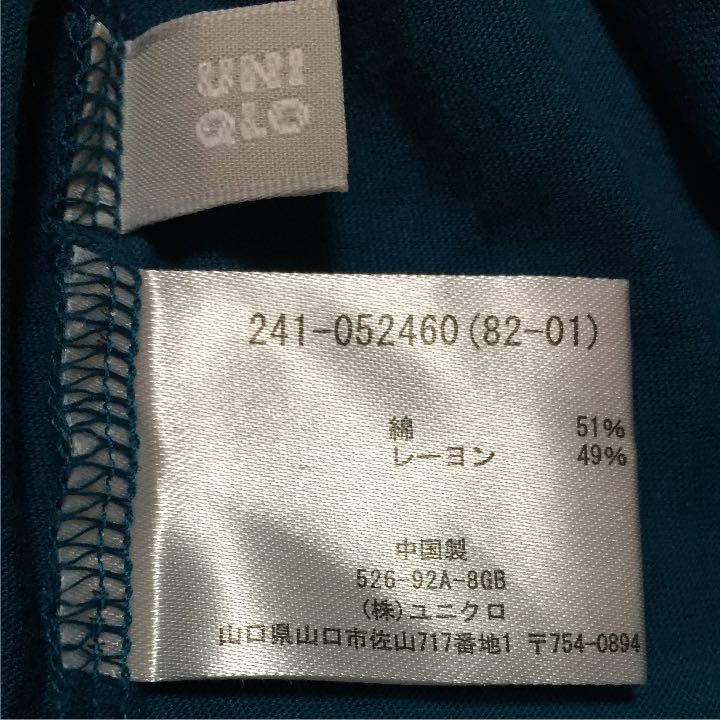 UNI
QLO
241-052460(82-01)
綿 51%
レーヨン 49%
中国製
526-92A-8GB
(株)ユニクロ
山口県山口市佐山717番地1 〒754-0894